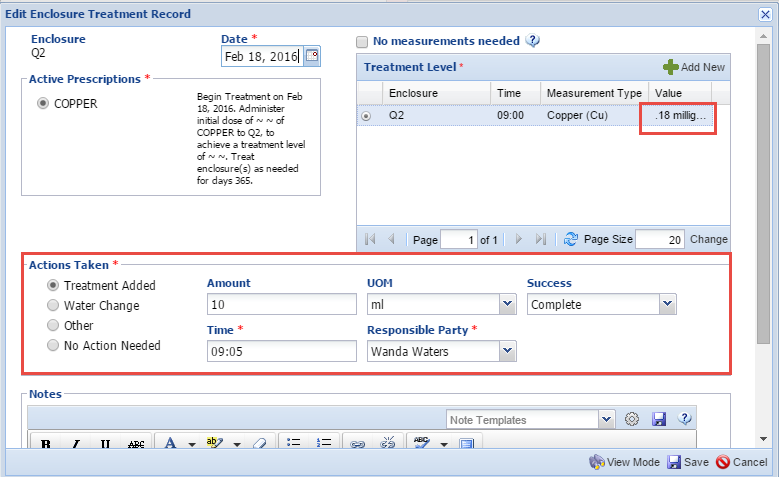 Edit Enclosure Treatment Record
Enclosure
Q2
Date *
Feb 18, 2016
No measurements needed
Active Prescriptions *
COPPER
Begin Treatment on Feb
18, 2016. Administer
initial dose of ~ ~ of
COPPER to Q2, to
achieve a treatment level
of ~ ~. Treat
enclosure(s) as needed
for days 365.
Treatment Level *
Add New
Enclosure Time Measurement Type Value
Q2 09:00 Copper (Cu) .18 millig...
Page 1 of 1 Page Size 20 Change
Actions Taken *
Treatment Added
Water Change
Other
No Action Needed
Amount UOM Success
10 ml Complete
Time * Responsible Party *
09:05 Wanda Waters
Notes
Note Templates
B I U ABC A ab ABC
View Mode Save Cancel